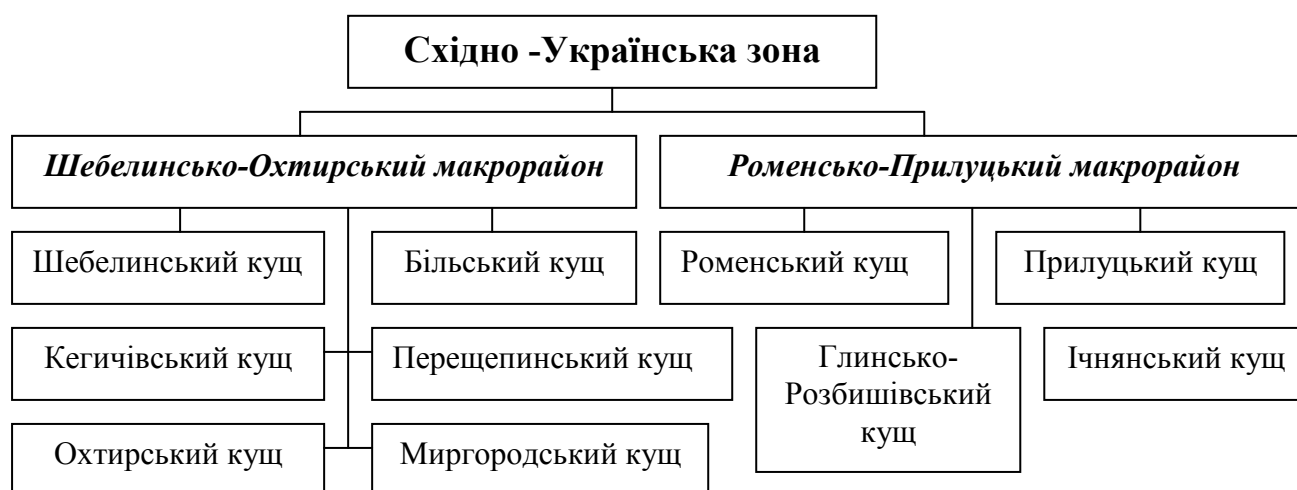 Східно -Українська зона
Шебелинсько-Охтирський макрорайон
Роменсько-Прилуцький макрорайон
Шебелинський кущ
Більський кущ
Роменський кущ
Прилуцький кущ
Кегичівський кущ
Перещепинський кущ
Глинсько-
Розбишівський
кущ
Ічнянський кущ
Охтирський кущ
Миргородський кущ